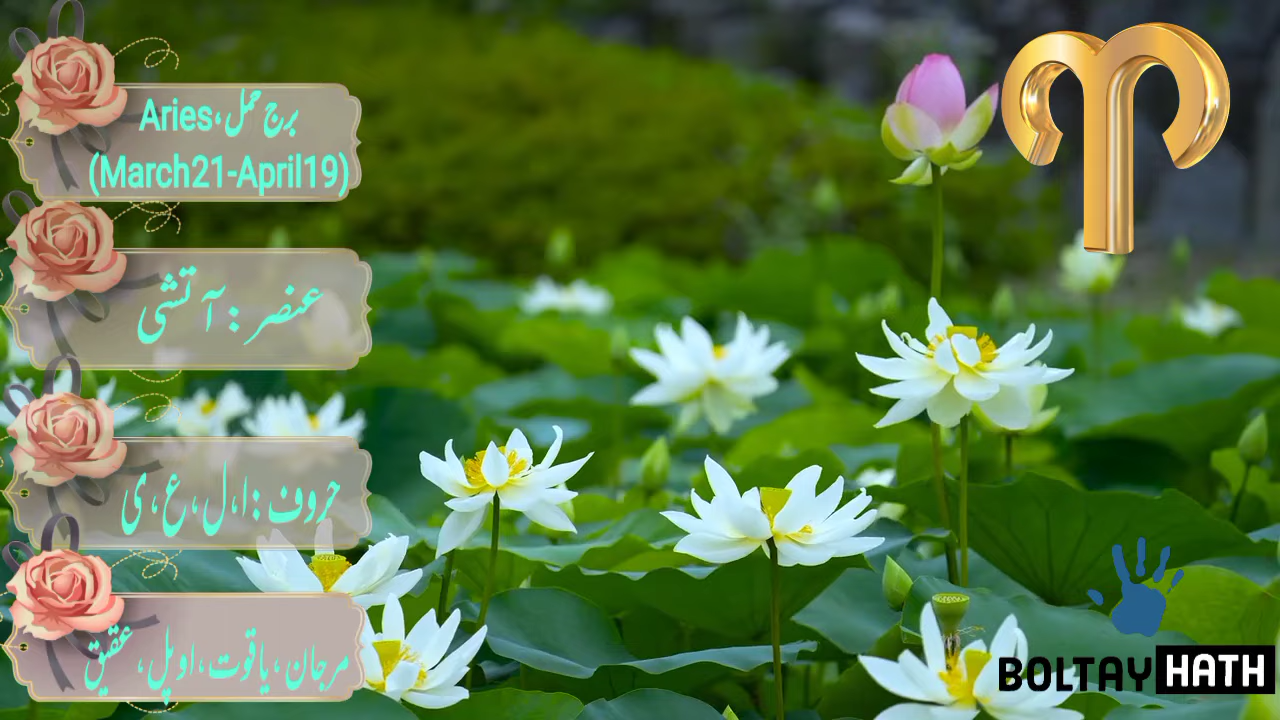 برج حمل،Aries
(March21-April19)
عنصر : آتشی
حروف :ا،ل،ع،ی
مرجان،یاقوت،اوپل،عقیق
BOLTAY HATH